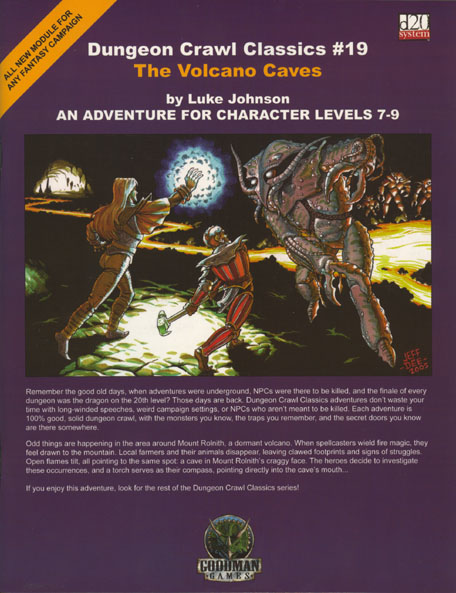 ALL NEW MODULE FOR
ANY FANTASY CAMPAIGN
d20
system
Dungeon Crawl Classics #19
The Volcano Caves
by Luke Johnson
AN ADVENTURE FOR CHARACTER LEVELS 7-9
JEFF
DEE
2005
Remember the good old days, when adventures were underground, NPCs were there to be killed, and the finale of every
dungeon was the dragon on the 20th level? Those days are back. Dungeon Crawl Classics adventures don't waste your
time with long-winded speeches, weird campaign settings, or NPCs who aren't meant to be killed. Each adventure is
100% good, solid dungeon crawl, with the monsters you know, the traps you remember, and the secret doors you know
are there somewhere.
Odd things are happening in the area around Mount Rolnith, a dormant volcano. When spellcasters wield fire magic, they
feel drawn to the mountain. Local farmers and their animals disappear, leaving clawed footprints and signs of struggles.
Open flames tilt, all pointing to the same spot: a cave in Mount Rolnith's craggy face. The heroes decide to investigate
these occurrences, and a torch serves as their compass, pointing directly into the cave's mouth...
If you enjoy this adventure, look for the rest of the Dungeon Crawl Classics series!
GOODMAN
GAMES